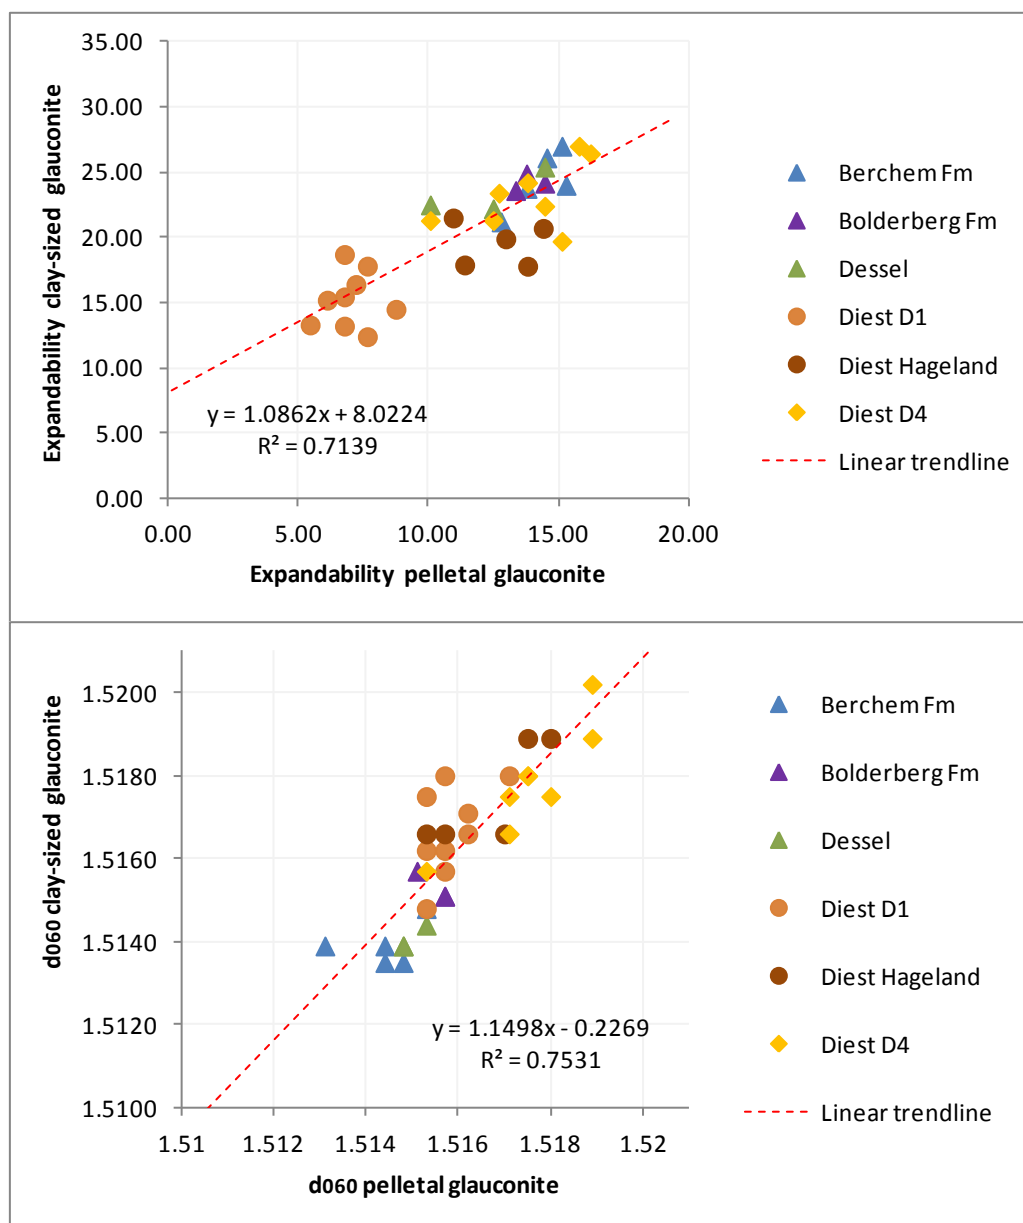 35.00
30.00
25.00
20.00
15.00
10.00
5.00
0.00
Expandability clay-sized glauconite
y = 1.0862x + 8.0224
R² = 0.7139
0.00 5.00 10.00 15.00 20.00
Expandability pelletal glauconite
Berchem Fm
Bolderberg Fm
Dessel
Diest D1
Diest Hageland
Diest D4
Linear trendline
1.5200
1.5180
1.5160
1.5140
1.5120
1.5100
d060 clay-sized glauconite
y = 1.1498x - 0.2269
R² = 0.7531
1.51 1.512 1.514 1.516 1.518 1.52
d060 pelletal glauconite
Berchem Fm
Bolderberg Fm
Dessel
Diest D1
Diest Hageland
Diest D4
Linear trendline